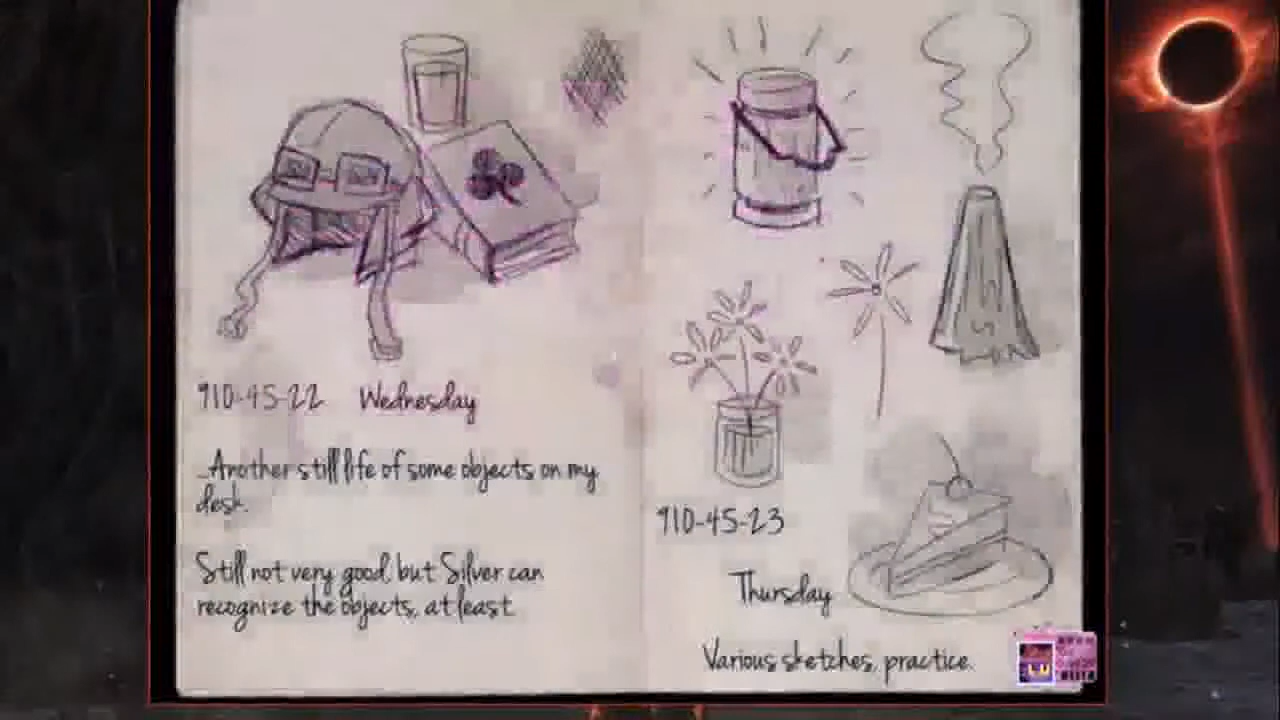 910-45-22 Wednesday
...Another still life of some objects on my
desk.
Still not very good, but Silver can
recognize the objects, at least.
910-45-23
Thursday
Various sketches, practice.